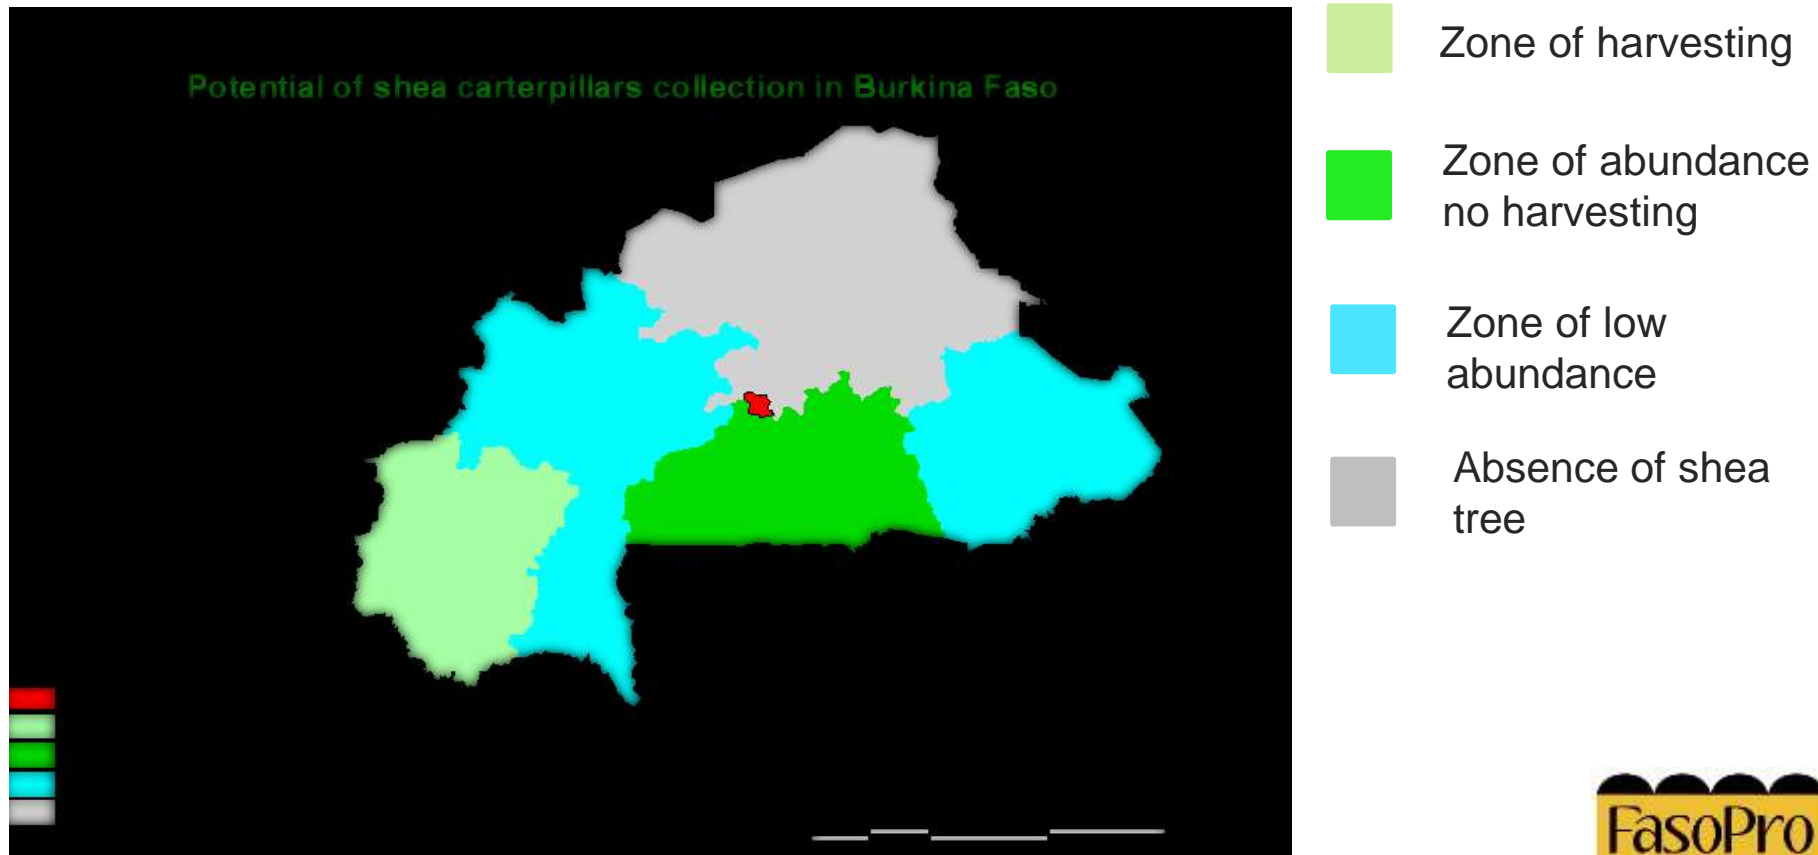 Potential of shea carterpillars collection in Burkina Faso
Zone of harvesting
Zone of abundance
no harvesting
Zone of low
abundance
Absence of shea
tree
FasoPro